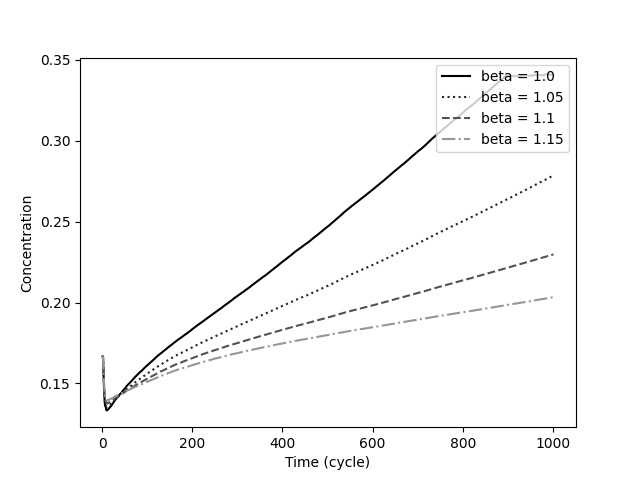 0.35
0.30
0.25
0.20
0.15
Concentration
0
200
400
600
800
1000
Time (cycle)
beta = 1.0
beta = 1.05
beta = 1.1
beta = 1.15